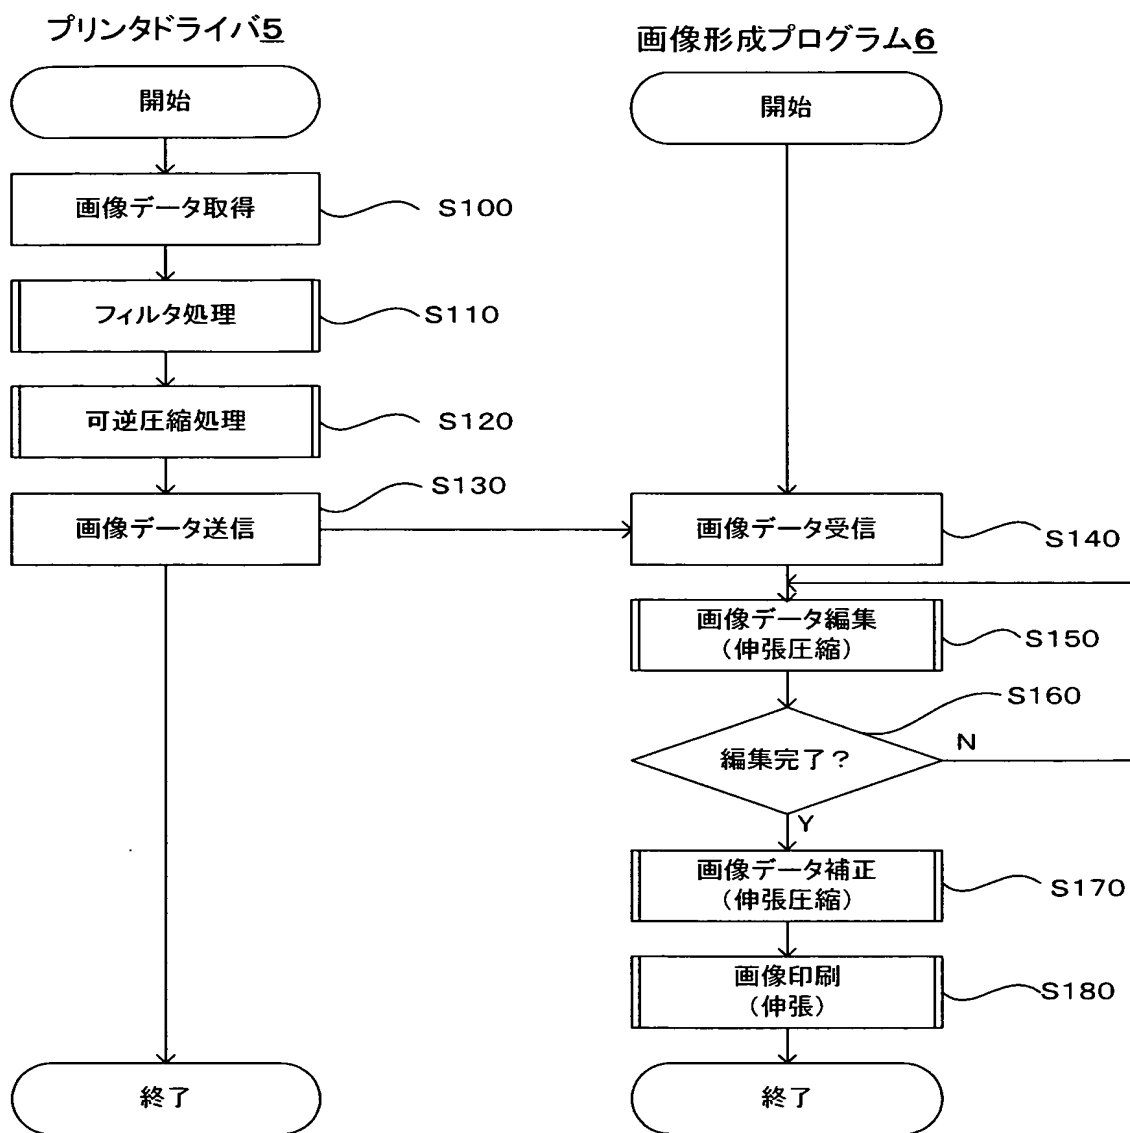 プリンタドライバ5
開始
画像データ取得
S100
フィルタ処理
S110
可逆圧縮処理
S120
画像データ送信
S130
終了
画像形成プログラム6
開始
画像データ受信
S140
画像データ編集
(伸張圧縮)
S150
編集完了?
S160
N
Y
画像データ補正
(伸張圧縮)
S170
画像印刷
(伸張)
S180
終了